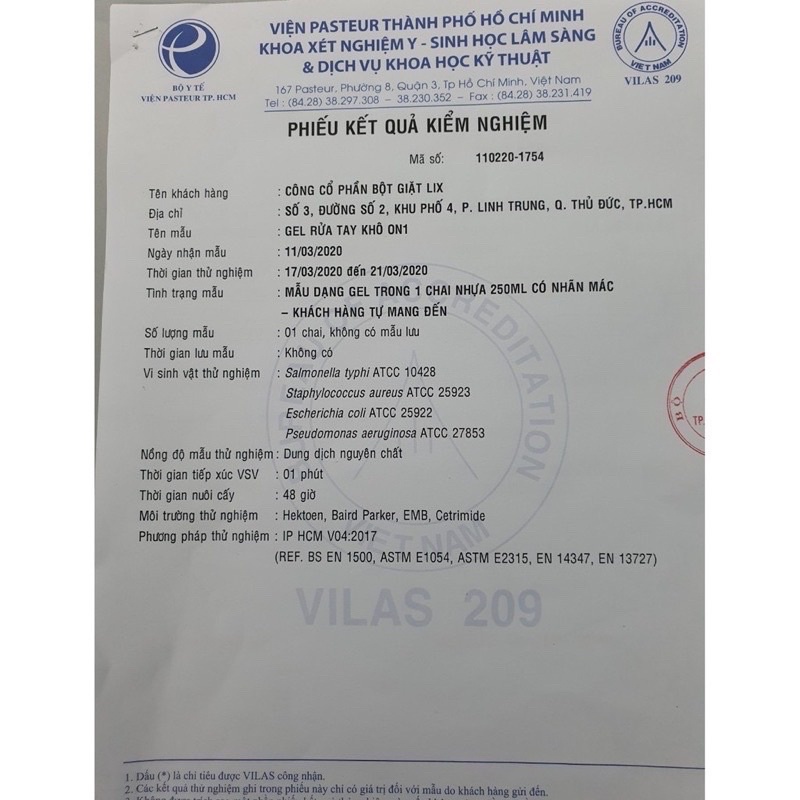 VIỆN PASTEUR THÀNH PHỐ HỒ CHÍ MINH
KHOA XÉT NGHIỆM Y - SINH HỌC LÂM SÀNG
& DỊCH VỤ KHOA HỌC KỸ THUẬT
167 Pasteur, Phường 8, Quận 3, Tp Hồ Chí Minh, Việt Nam
Tel : (84.28) 38.297.308 – 38.230.352 – Fax : (84.28) 38.231.419
BỘ Y TẾ
VIỆN PASTEUR TP. HCM
BUREAU OF ACCREDITATION
VIET NAM
VILAS 209
PHIẾU KẾT QUẢ KIỂM NGHIỆM
Mã số: 110220-1754
Tên khách hàng : CÔNG CỔ PHẦN BỘT GIẶT LIX
Địa chỉ : SỐ 3, ĐƯỜNG SỐ 2, KHU PHỐ 4, P. LINH TRUNG, Q. THỦ ĐỨC, TP.HCM
Tên mẫu : GEL RỬA TAY KHÔ ON1
Ngày nhận mẫu : 11/03/2020
Thời gian thử nghiệm : 17/03/2020 đến 21/03/2020
Tình trạng mẫu : MẪU DẠNG GEL TRONG 1 CHAI NHỰA 250ML CÓ NHÃN MÁC
– KHÁCH HÀNG TỰ MANG ĐẾN
Số lượng mẫu : 01 chai, không có mẫu lưu
Thời gian lưu mẫu : Không có
Vi sinh vật thử nghiệm : Salmonella typhi ATCC 10428
Staphylococcus aureus ATCC 25923
Escherichia coli ATCC 25922
Pseudomonas aeruginosa ATCC 27853
Nồng độ mẫu thử nghiệm : Dung dịch nguyên chất
Thời gian tiếp xúc VSV : 01 phút
Thời gian nuôi cấy : 48 giờ
Môi trường thử nghiệm : Hektoen, Baird Parker, EMB, Cetrimide
Phương pháp thử nghiệm : IP HCM V04:2017
(REF. BS EN 1500, ASTM E1054, ASTM E2315, EN 14347, EN 13727)
BUREAU OF ACCREDITATION
VIET NAM
VILAS 209
BỘ
TP.
1. Dấu (*) là chỉ tiêu được VILAS công nhận.
2. Các kết quả thử nghiệm ghi trong phiếu này chỉ có giá trị đối với mẫu do khách hàng gửi đến.